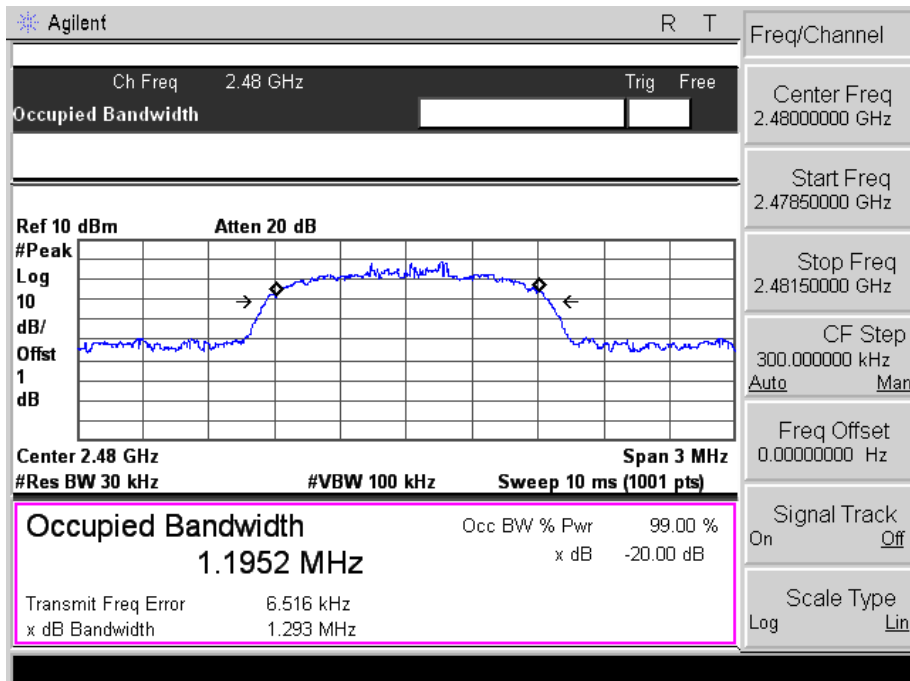 Agilent R T
Ch Freq 2.48 GHz Trig Free
Occupied Bandwidth
Ref 10 dBm Atten 20 dB
#Peak
Log
10
dB/
Offst
1
dB
Center 2.48 GHz Span 3 MHz
#Res BW 30 kHz #VBW 100 kHz Sweep 10 ms (1001 pts)
Occupied Bandwidth
1.1952 MHz
Occ BW % Pwr 99.00 %
x dB -20.00 dB
Transmit Freq Error 6.516 kHz
x dB Bandwidth 1.293 MHz
Freq/Channel
Center Freq
2.48000000 GHz
Start Freq
2.47850000 GHz
Stop Freq
2.48150000 GHz
CF Step
300.000000 kHz
Auto Man
Freq Offset
0.00000000 Hz
Signal Track
On Off
Scale Type
Log Lin